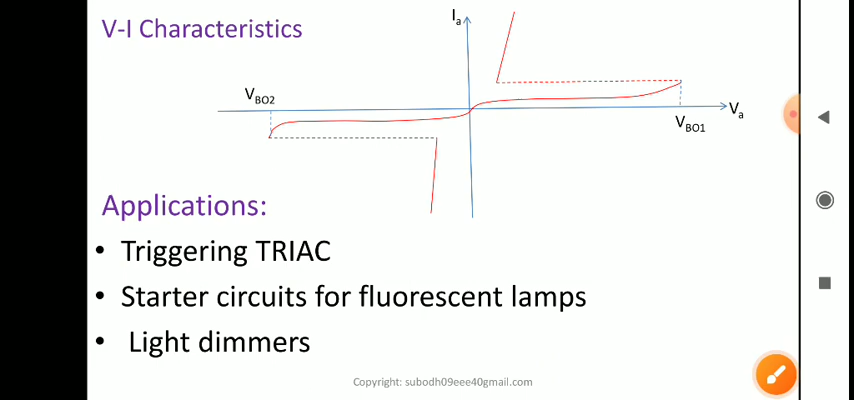 V-I Characteristics
Ia
VBO2
Va
VBO1
Applications:
• Triggering TRIAC
• Starter circuits for fluorescent lamps
• Light dimmers
Copyright: subodh09eee40gmail.com